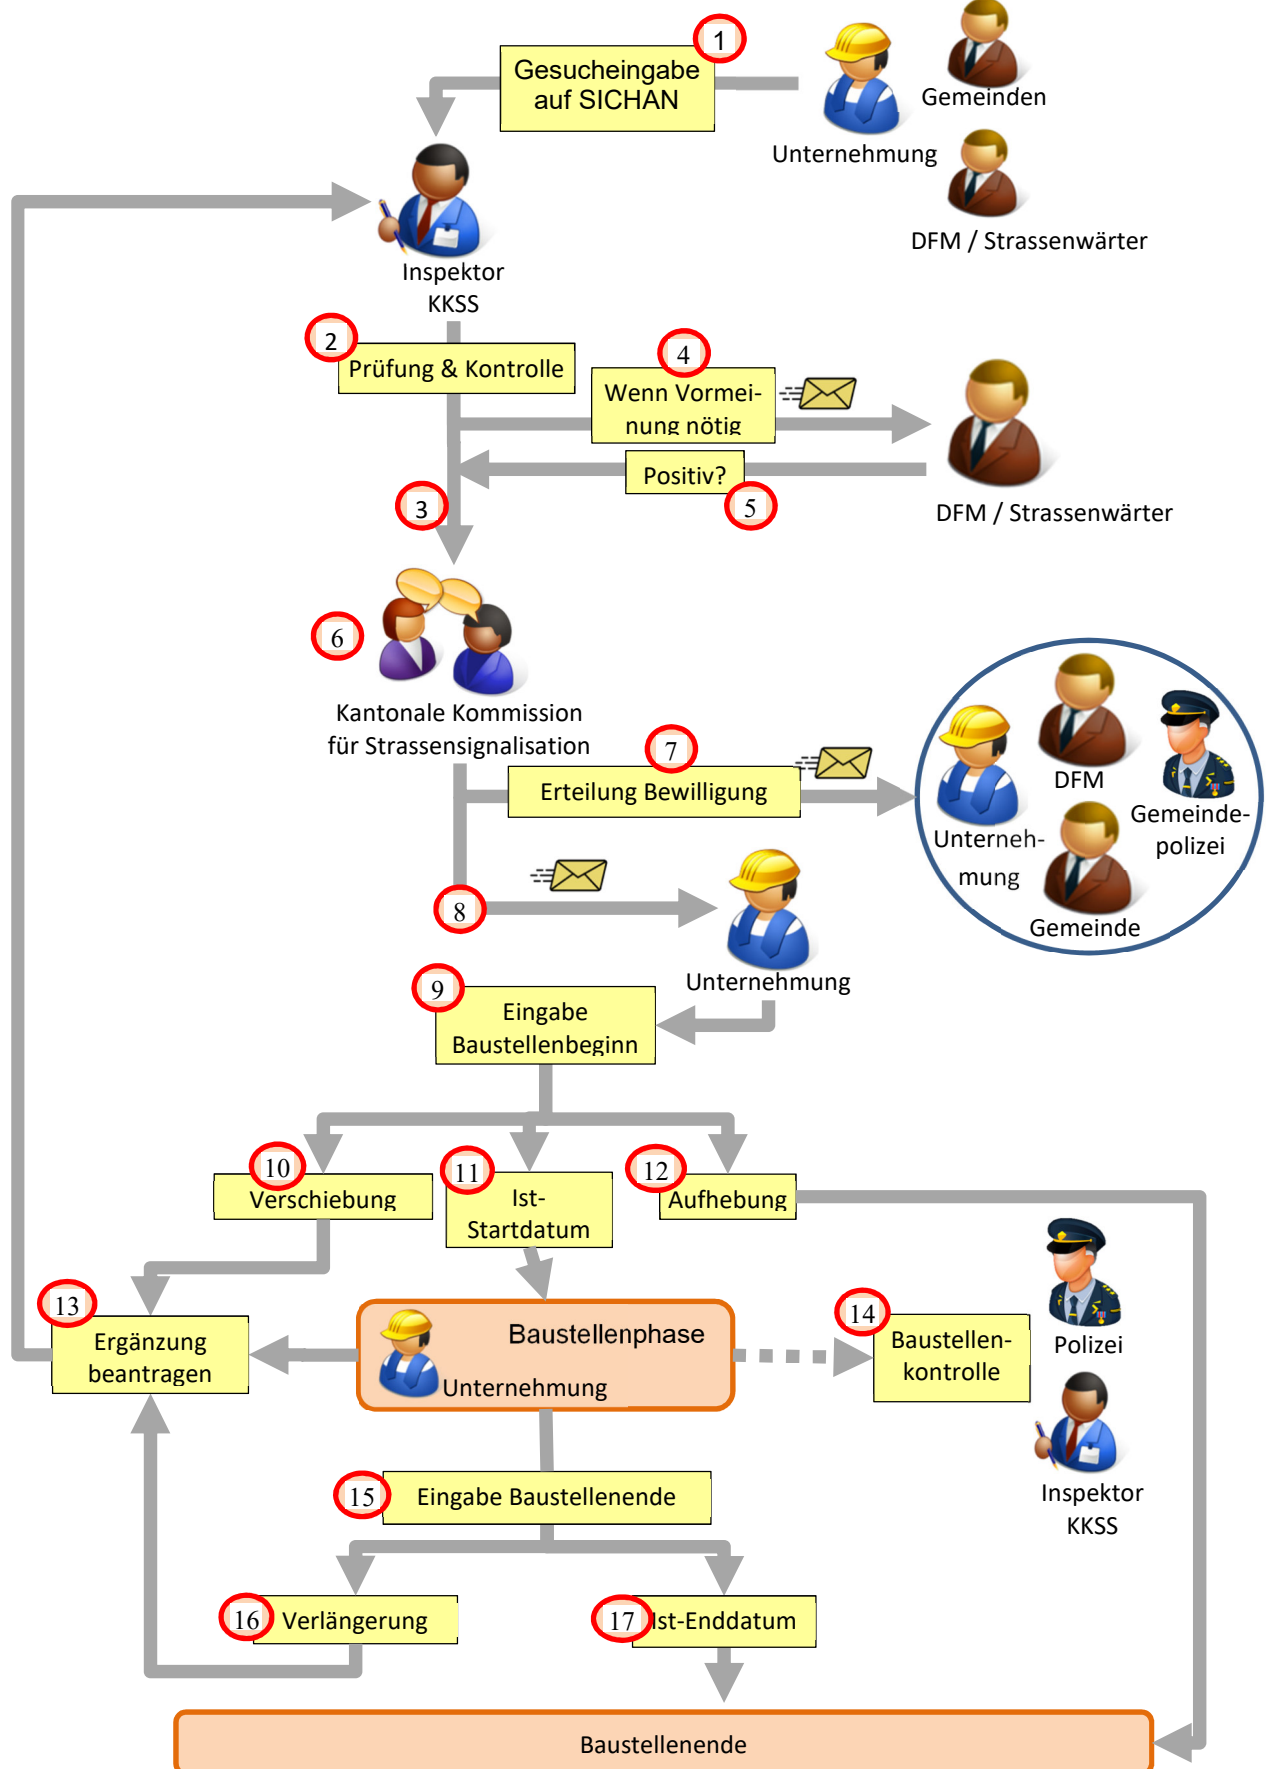 1
Gesucheingabe
auf SICHAN
Gemeinden
Unternehmung
DFM / Strassenwärter
Inspektor
KKSS
2
Prüfung & Kontrolle
4
Wenn Vormei-
nung nötig
Positiv?
5
3
DFM / Strassenwärter
6
Kantonale Kommission
für Strassensignalisation
7
Erteilung Bewilligung
DFM
Gemeinde-
polizei
Unterneh-
mung
Gemeinde
8
Unternehmung
9
Eingabe
Baustellenbeginn
10
Verschiebung
11
Ist-
Startdatum
12
Aufhebung
13
Ergänzung
beantragen
Baustellenphase
Unternehmung
14
Baustellen-
kontrolle
Polizei
Inspektor
KKSS
15
Eingabe Baustellenende
16
Verlängerung
17
Ist-Enddatum
Baustellenende